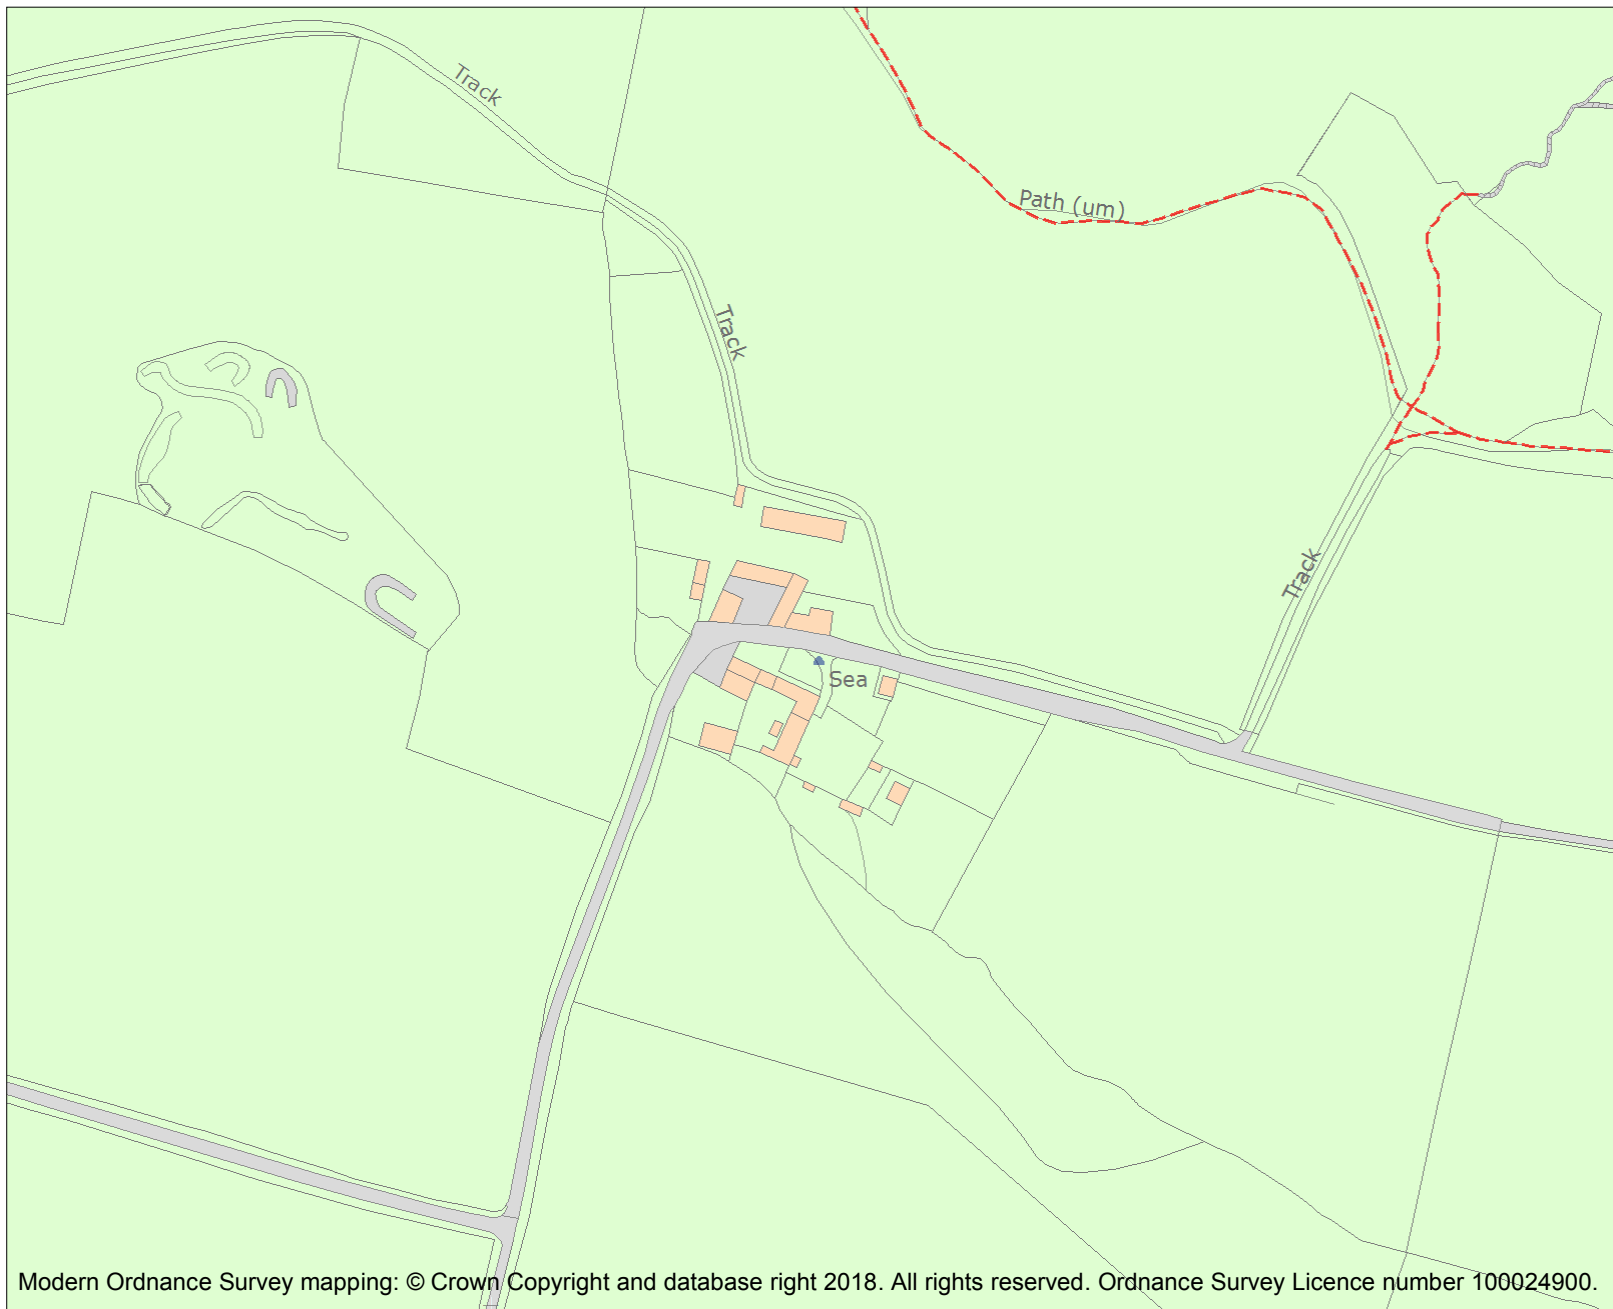 Track
Path (um)
Track
Track
Sea
Modern Ordnance Survey mapping: © Crown Copyright and database right 2018. All rights reserved. Ordnance Survey Licence number 100024900.